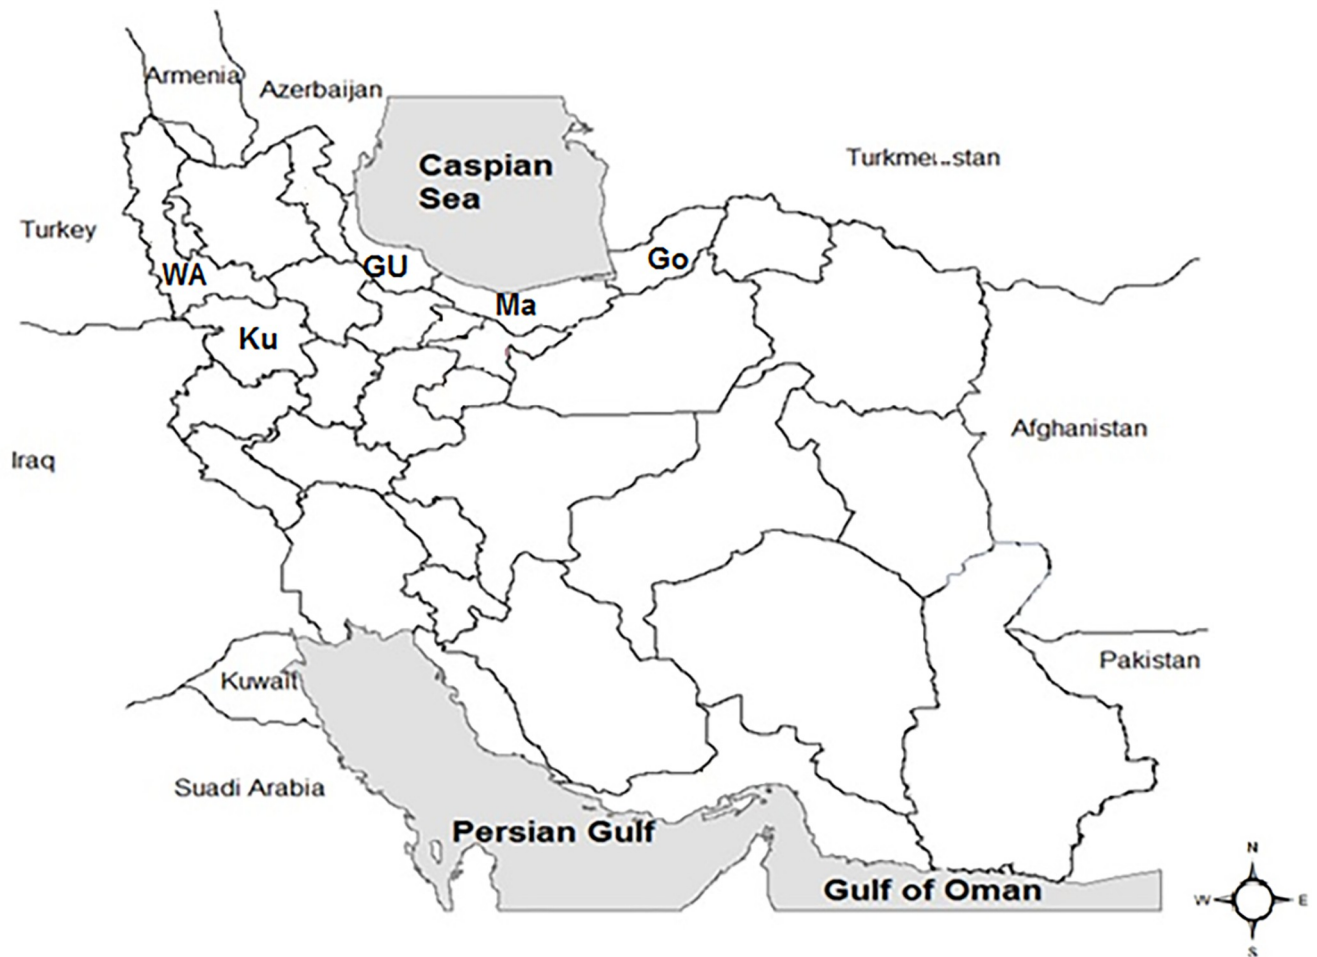 Armenia
Azerbaijan
Caspian
Sea
Turkey
WA
GU
Go
Ma
Ku
Iraq
Afghanistan
Kuwait
Pakistan
Suadi Arabia
Persian Gulf
Gulf of Oman
N
W
E
S